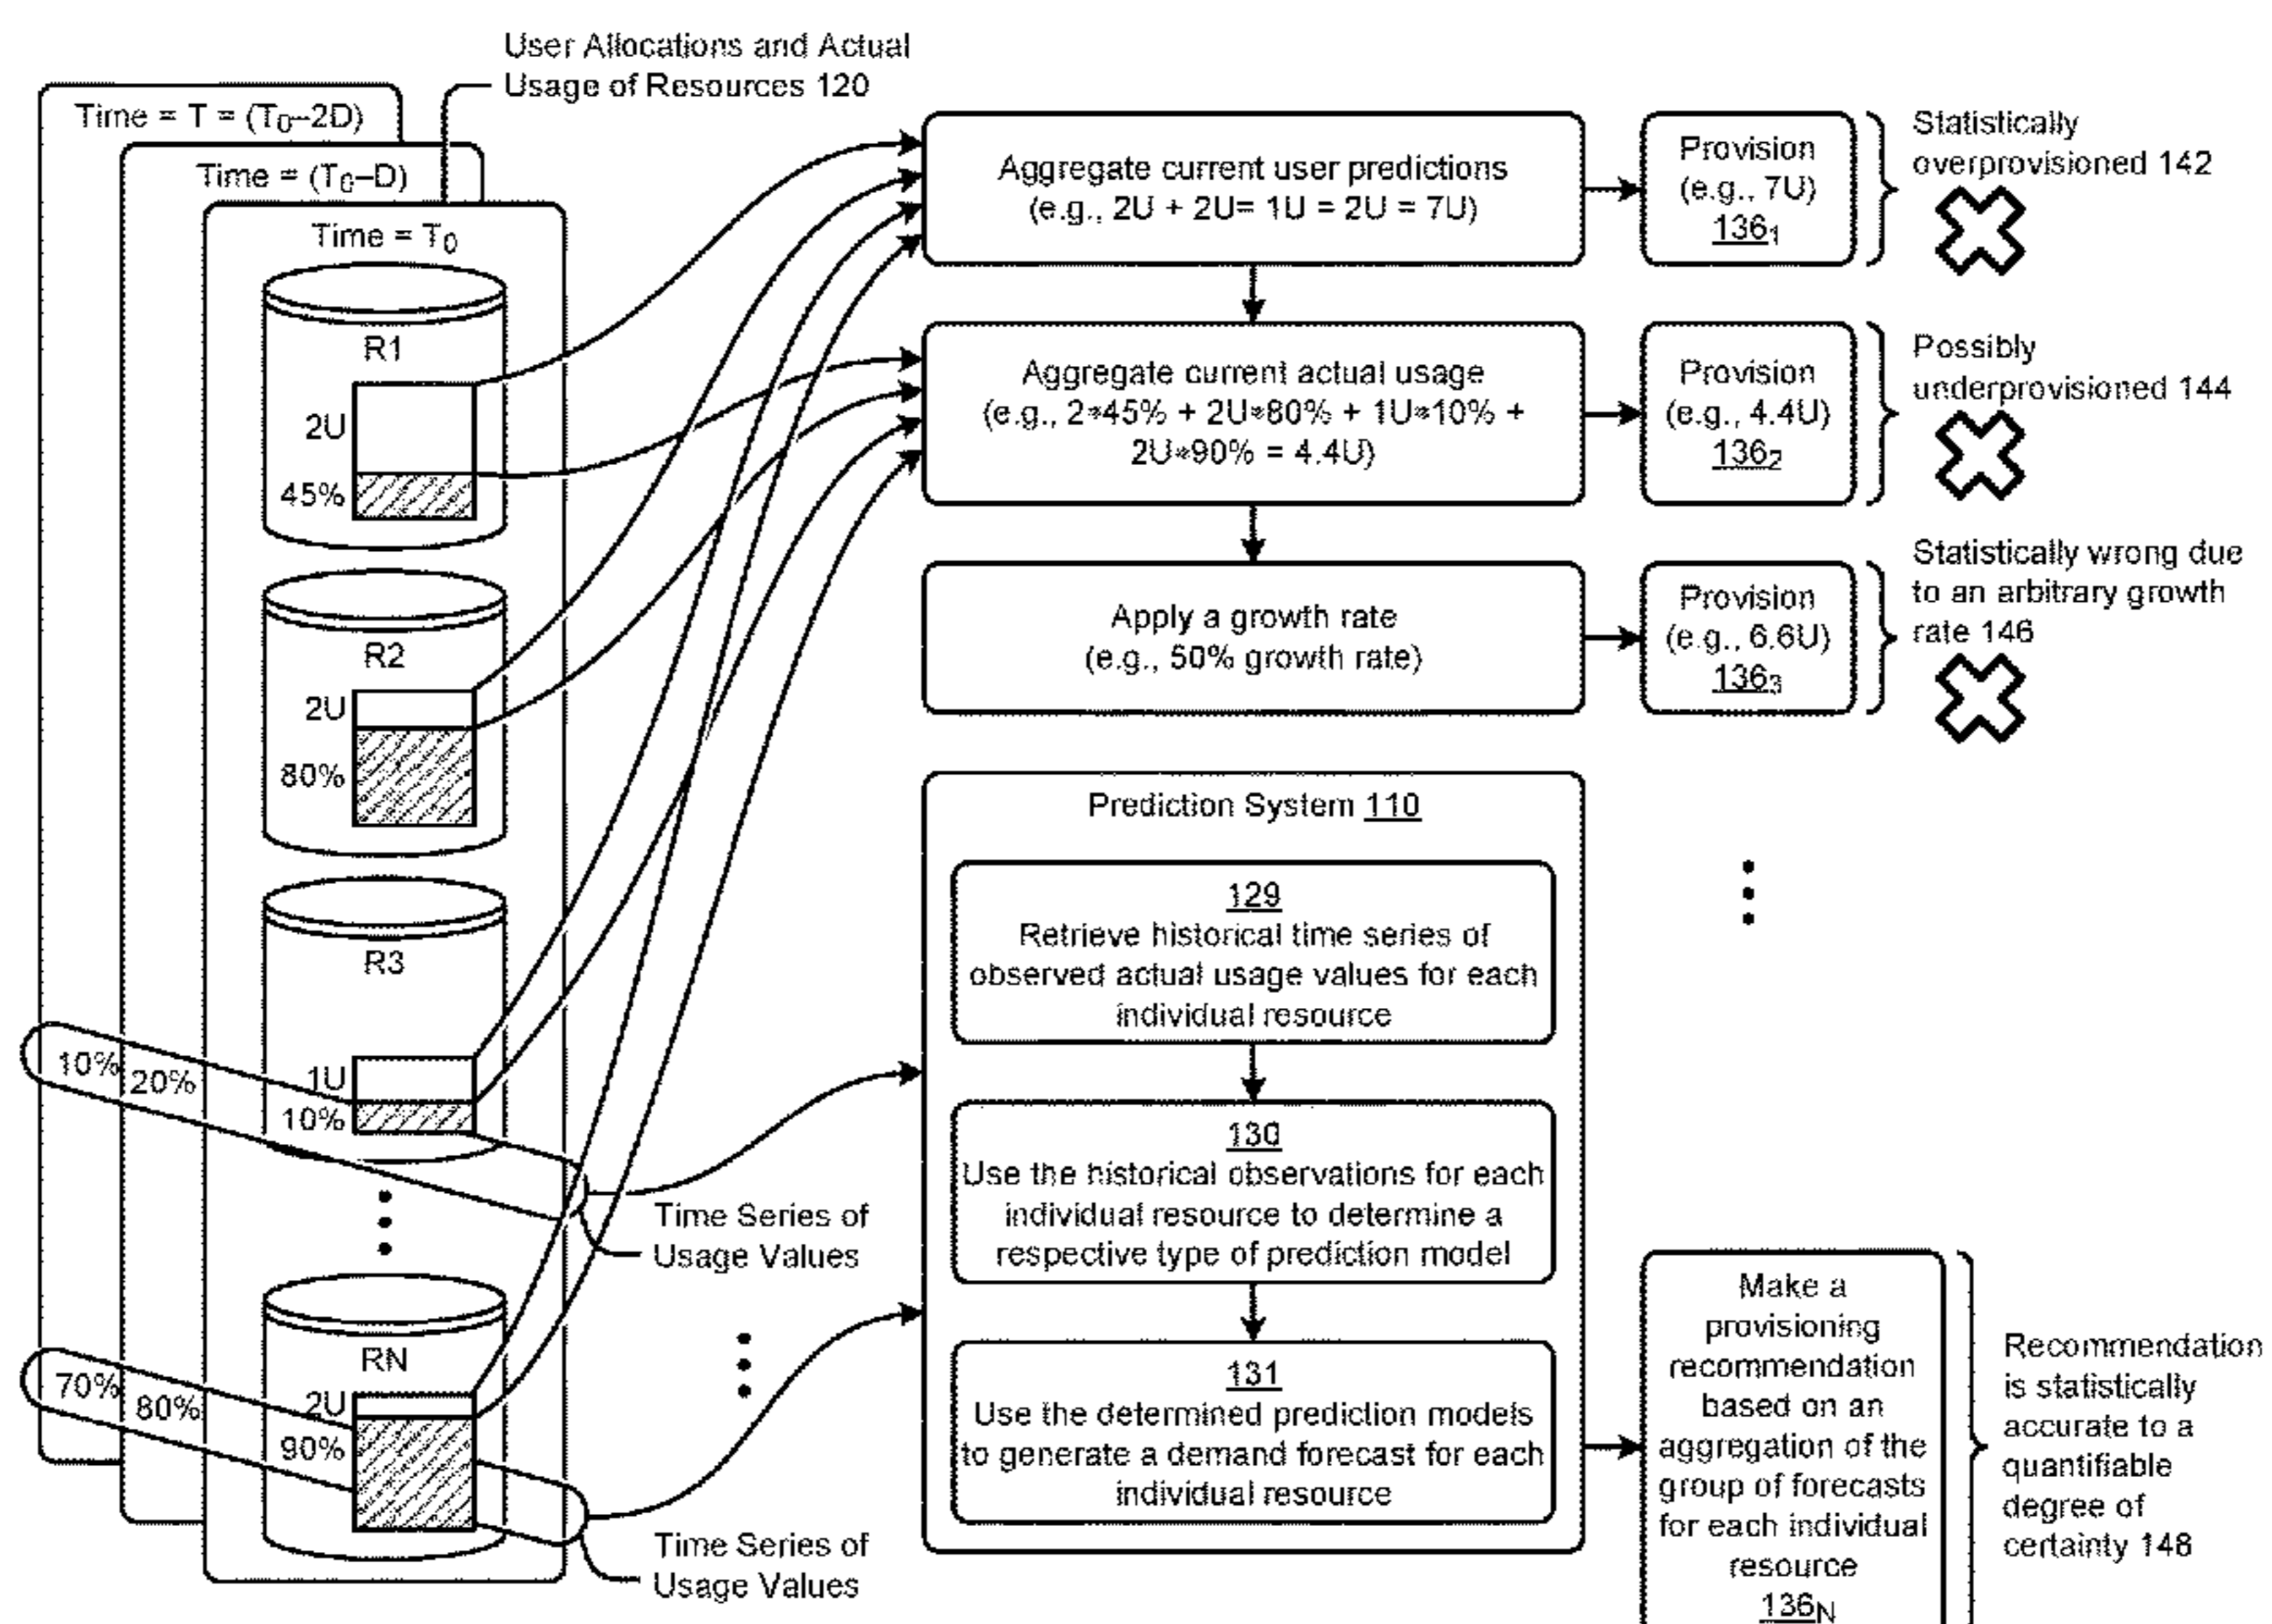 User Allocations and Actual
Usage of Resources 120
Time = T = (T0–2D)
Time = (T0–D)
Time = T0
R1
2U
45%
R2
2U
80%
R3
10%
20%
1U
10%
Time Series of
Usage Values
RN
70%
80%
2U
90%
Time Series of
Usage Values
Aggregate current user predictions
(e.g., 2U + 2U= 1U = 2U = 7U)
Provision
(e.g., 7U)
136₁
Statistically
overprovisioned 142
Aggregate current actual usage
(e.g., 2*45% + 2U*80% + 1U*10% +
2U*90% = 4.4U)
Provision
(e.g., 4.4U)
136₂
Possibly
underprovisioned 144
Apply a growth rate
(e.g., 50% growth rate)
Provision
(e.g., 6.6U)
136₃
Statistically wrong due
to an arbitrary growth
rate 146
Prediction System 110
129
Retrieve historical time series of
observed actual usage values for each
individual resource
130
Use the historical observations for each
individual resource to determine a
respective type of prediction model
131
Use the determined prediction models
to generate a demand forecast for each
individual resource
Make a
provisioning
recommendation
based on an
aggregation of the
group of forecasts
for each individual
resource
136N
Recommendation
is statistically
accurate to a
quantifiable
degree of
certainty 148